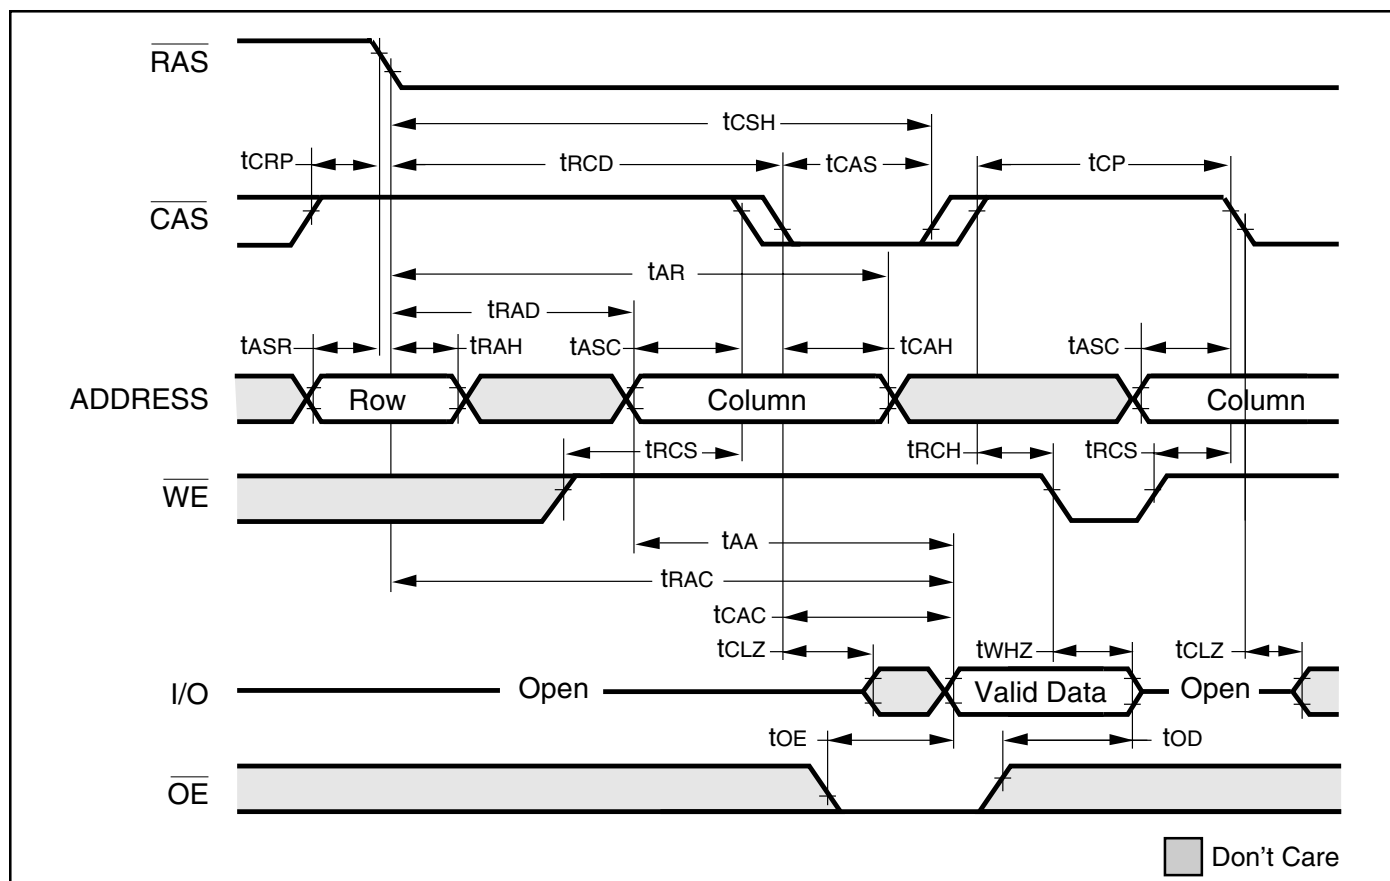 RAS
tCSH
tCRP
tRCD
tCAS
tCP
CAS
tAR
tRAD
tASR
tRAH
tASC
tCAH
tASC
ADDRESS
Row
Column
Column
tRCS
tRCH
tRCS
WE
tAA
tRAC
tCAC
tCLZ
tWHZ
tCLZ
I/O
Open
Valid Data
Open
tOE
tOD
OE
Don't Care